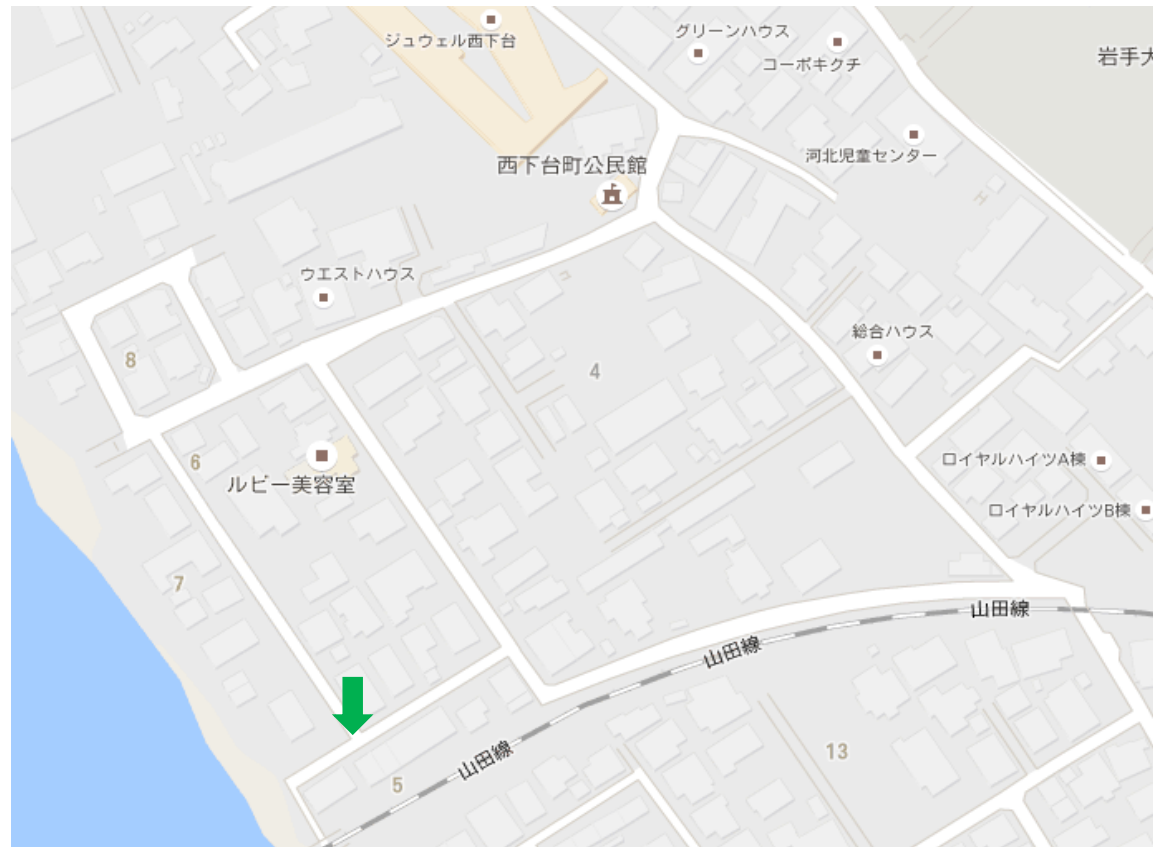 ジュウェル西下台
グリーンハウス
コーポキクチ
岩手大
河北児童センター
西下台町公民館
ウエストハウス
総合ハウス
8
4
6
ルビー美容室
ロイヤルハイツA棟
ロイヤルハイツB棟
7
山田線
山田線
山田線
13
5